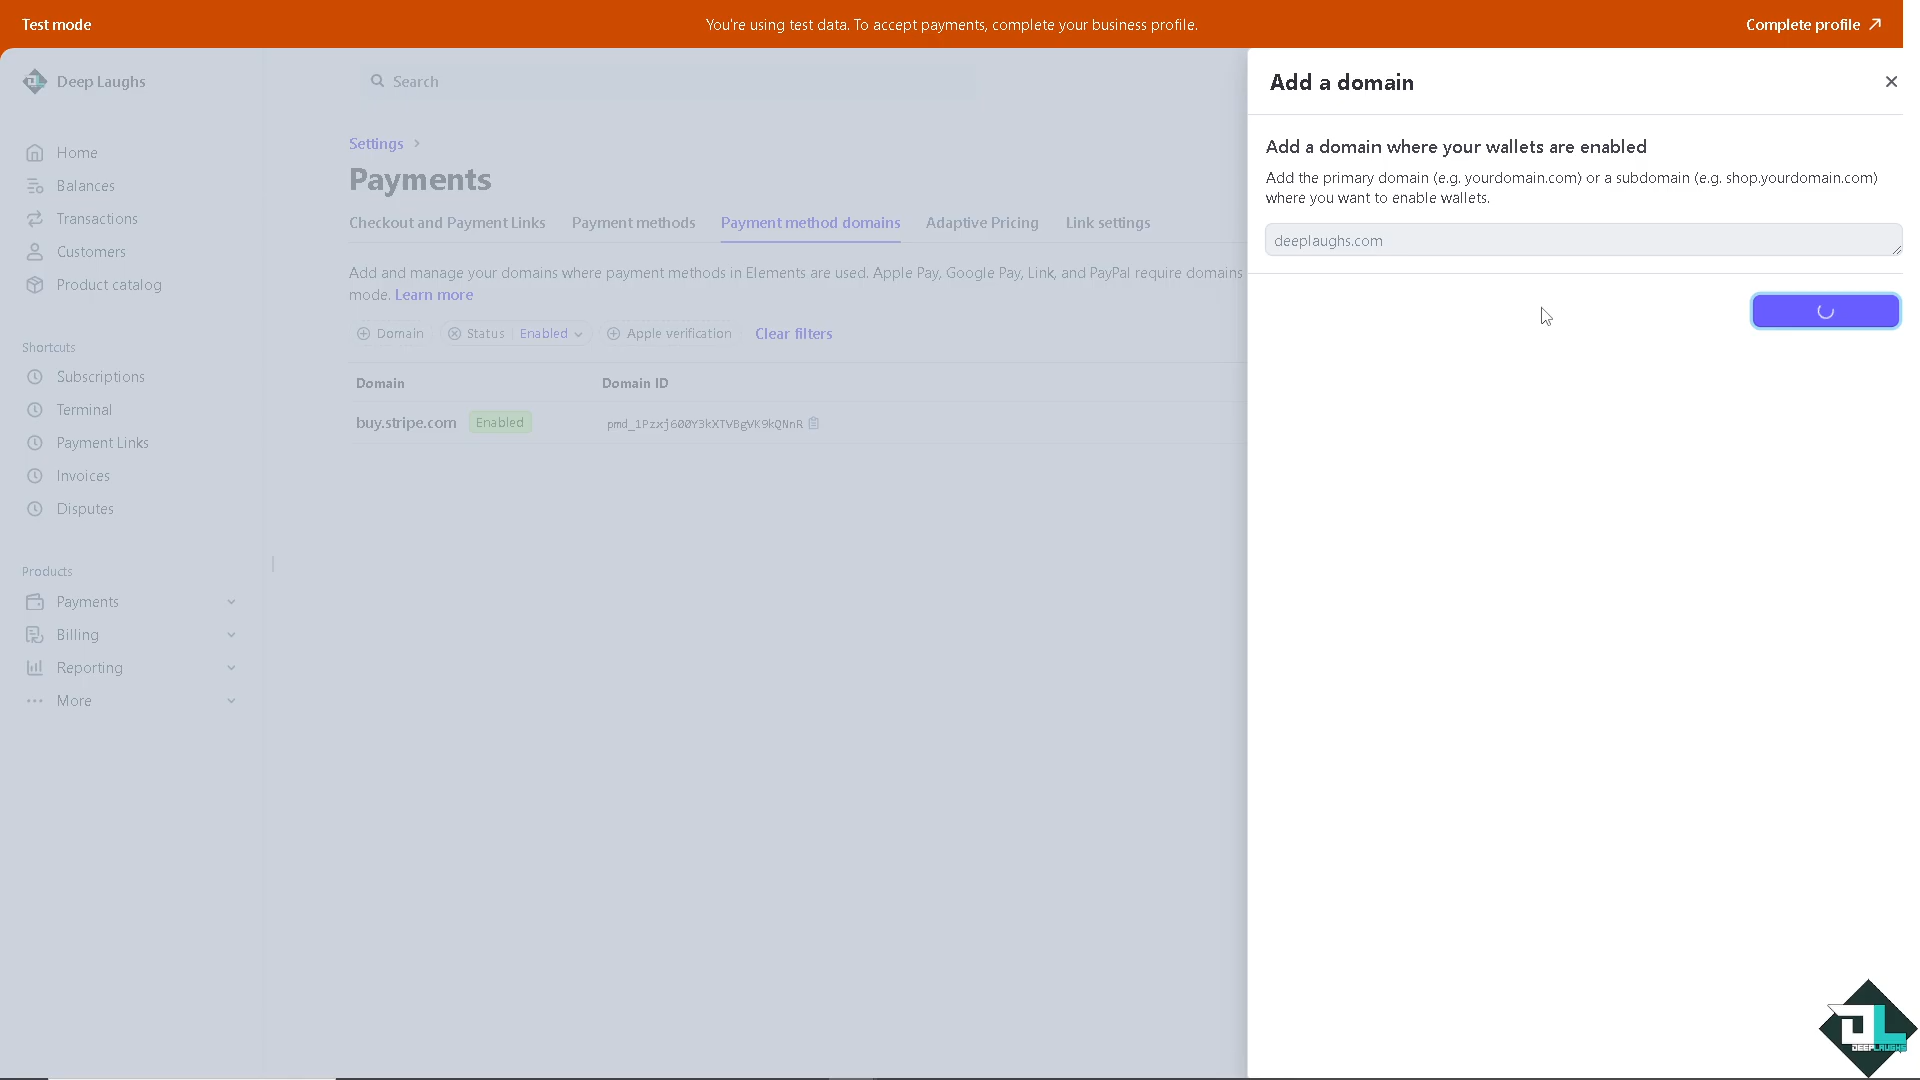 Test mode
You're using test data. To accept payments, complete your business profile.
Complete profile
Deep Laughs
Search
Home
Balances
Transactions
Customers
Product catalog
Shortcuts
Subscriptions
Terminal
Payment Links
Invoices
Disputes
Products
Payments
Billing
Reporting
More
Settings
Payments
Checkout and Payment Links
Payment methods
Payment method domains
Adaptive Pricing
Link settings
Add and manage your domains where payment methods in Elements are used. Apple Pay, Google Pay, Link, and PayPal require domains
mode. Learn more
Domain
Status Enabled
Apple verification
Clear filters
Domain
Domain ID
buy.stripe.com Enabled
pmd_1Pzxj600Y3kXTVBgVK9kQNnR
Add a domain
Add a domain where your wallets are enabled
Add the primary domain (e.g. yourdomain.com) or a subdomain (e.g. shop.yourdomain.com)
where you want to enable wallets.
deeplaughs.com
DL
DEEPLAUGHS